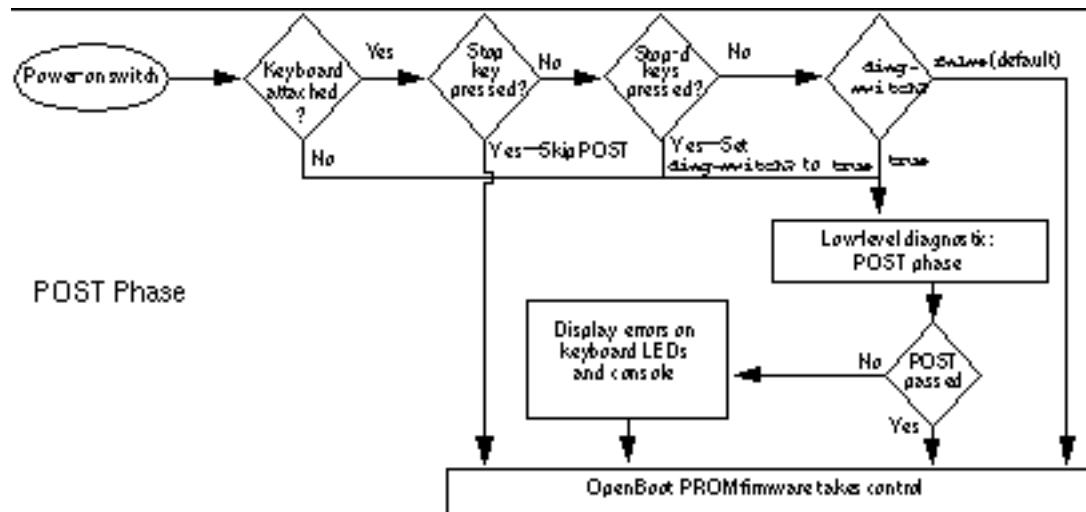 Power-on switch
Keyboard
attached
?
Yes
No
Stop
key
pressed?
No
Yes—Skip POST
Stop-d
keys
pressed?
No
Yes—Set
diag-switch? to true
diag-
switch?
false (default)
true
Low-level diagnostic:
POST phase
POST Phase
Display errors on
keyboard LEDs
and console
No
POST
passed
Yes
OpenBoot PROM firmware takes control